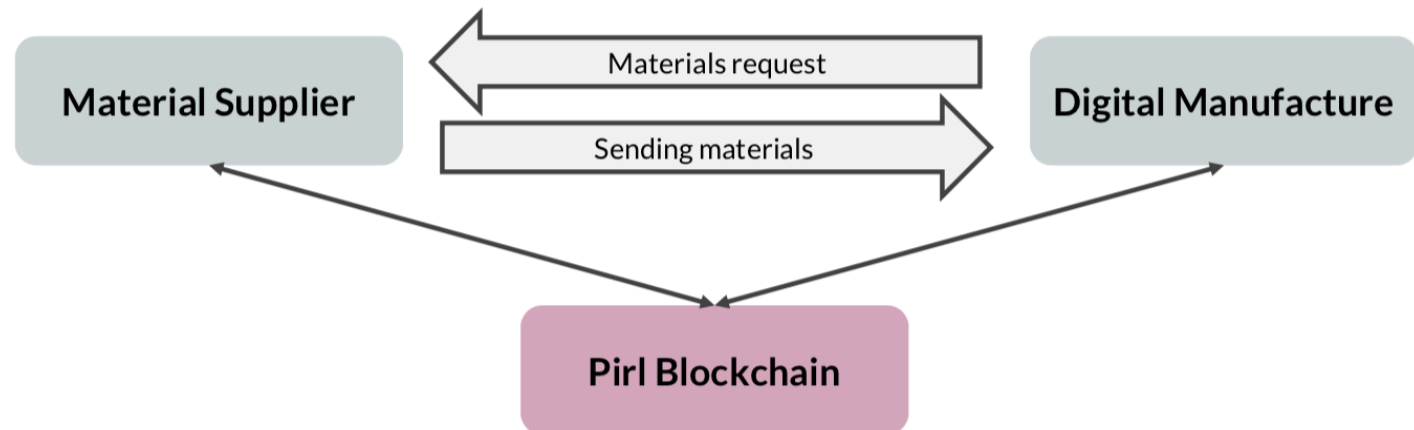 Materials request
Material Supplier
Digital Manufacture
Sending materials
Pirl Blockchain